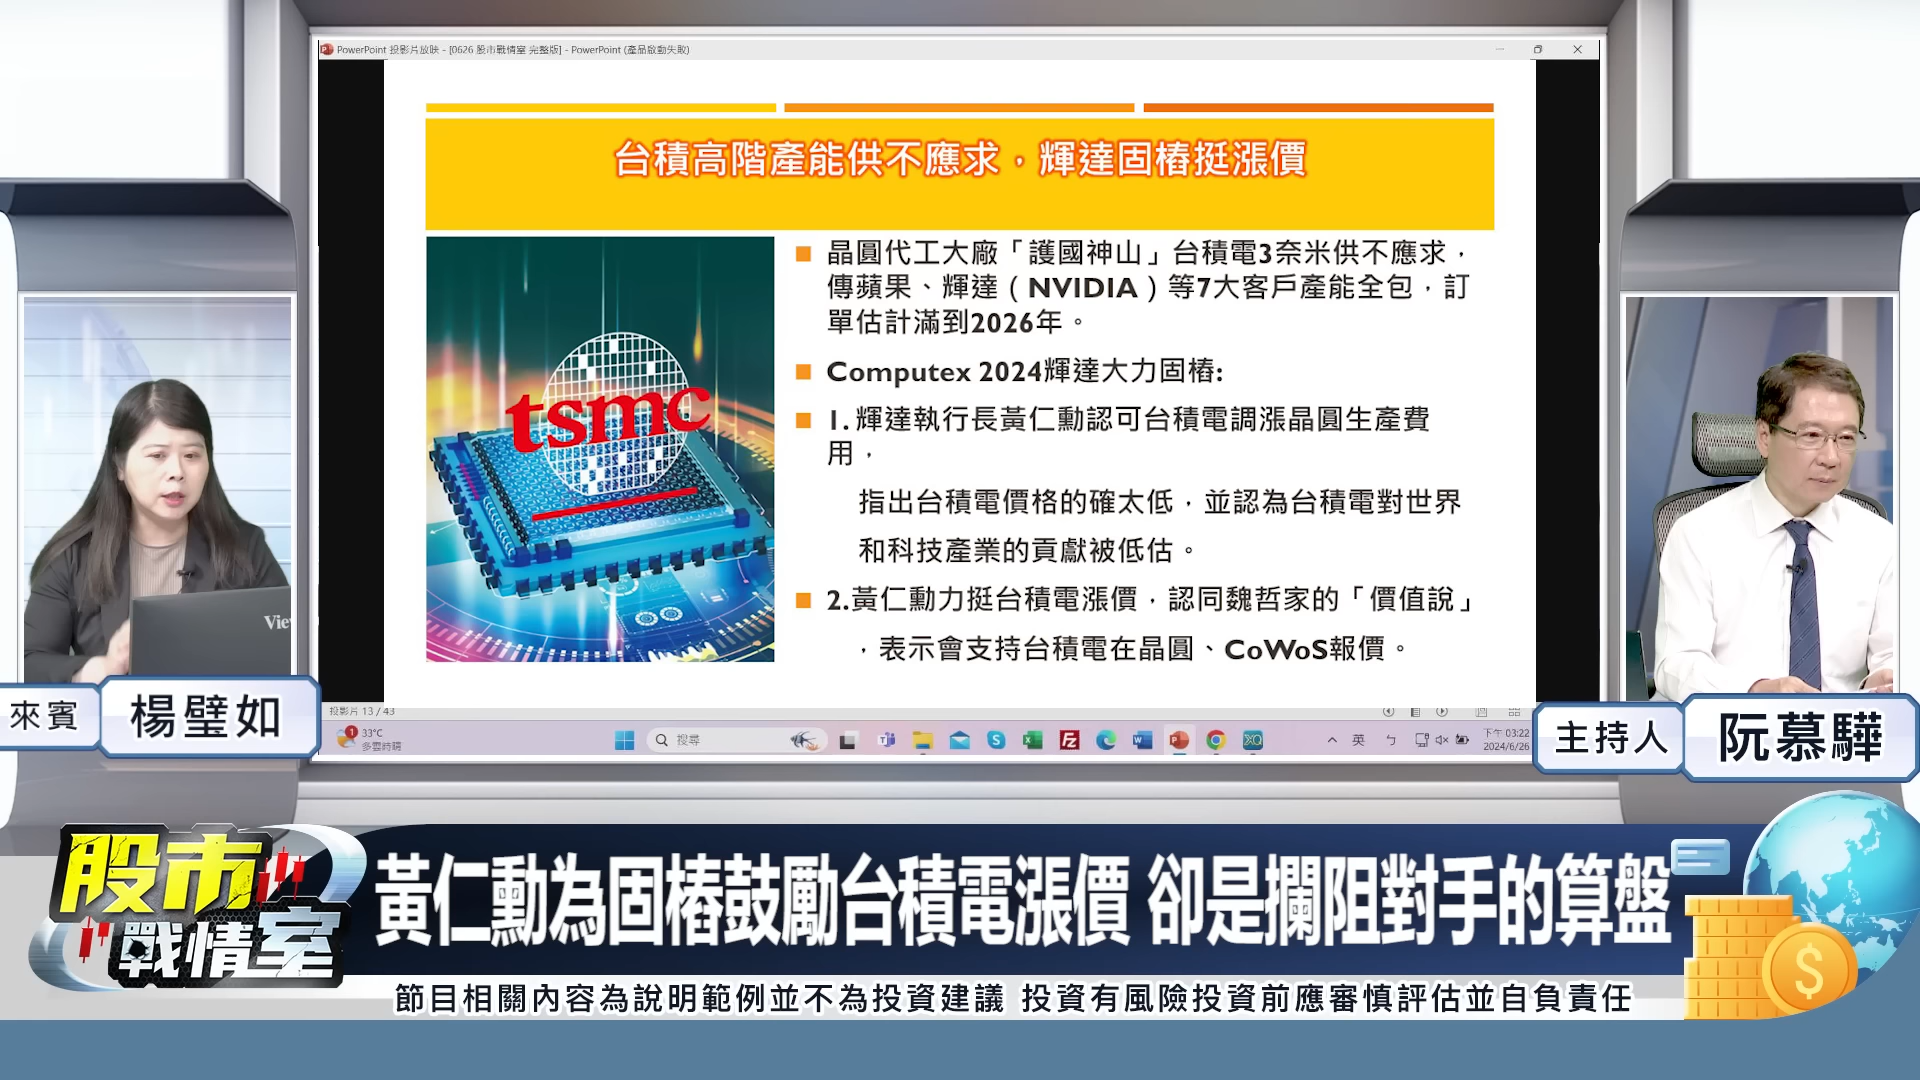 PowerPoint 投影片放映 - [0626 股市戰情室 完整版] - PowerPoint (產品啟動失敗)
台積高階產能供不應求，輝達固樁挺漲價
晶圓代工大廠「護國神山」台積電3奈米供不應求，
傳蘋果、輝達（NVIDIA）等7大客戶產能全包，訂
單估計滿到2026年。
Computex 2024輝達大力固樁:
1.輝達執行長黃仁勳認可台積電調漲晶圓生產費
用，
指出台積電價格的確太低，並認為台積電對世界
和科技產業的貢獻被低估。
2.黃仁勳力挺台積電漲價，認同魏哲家的「價值說」
，表示會支持台積電在晶圓、CoWoS報價。
tsmc
View
來賓
楊璧如
主持人
阮慕驊
投影片 13 / 43
1
33°C
多雲時晴
搜尋
英
ㄅ
下午 03:22
2024/6/26
股市
戰情室
黃仁勳為固樁鼓勵台積電漲價 卻是攔阻對手的算盤
節目相關內容為說明範例並不為投資建議 投資有風險投資前應審慎評估並自負責任